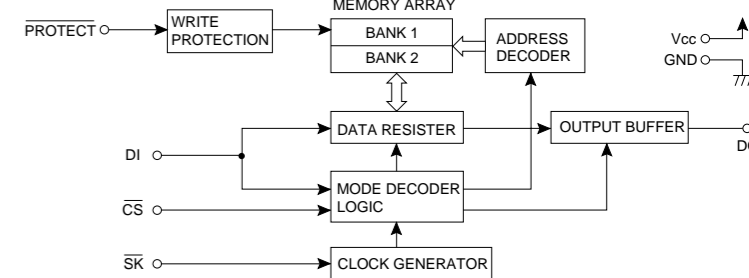 MEMORY ARRAY
PROTECT
WRITE
PROTECTION
BANK 1
BANK 2
ADDRESS
DECODER
Vcc
GND
DATA RESISTER
OUTPUT BUFFER
DI
MODE DECODER
LOGIC
CS
SK
CLOCK GENERATOR